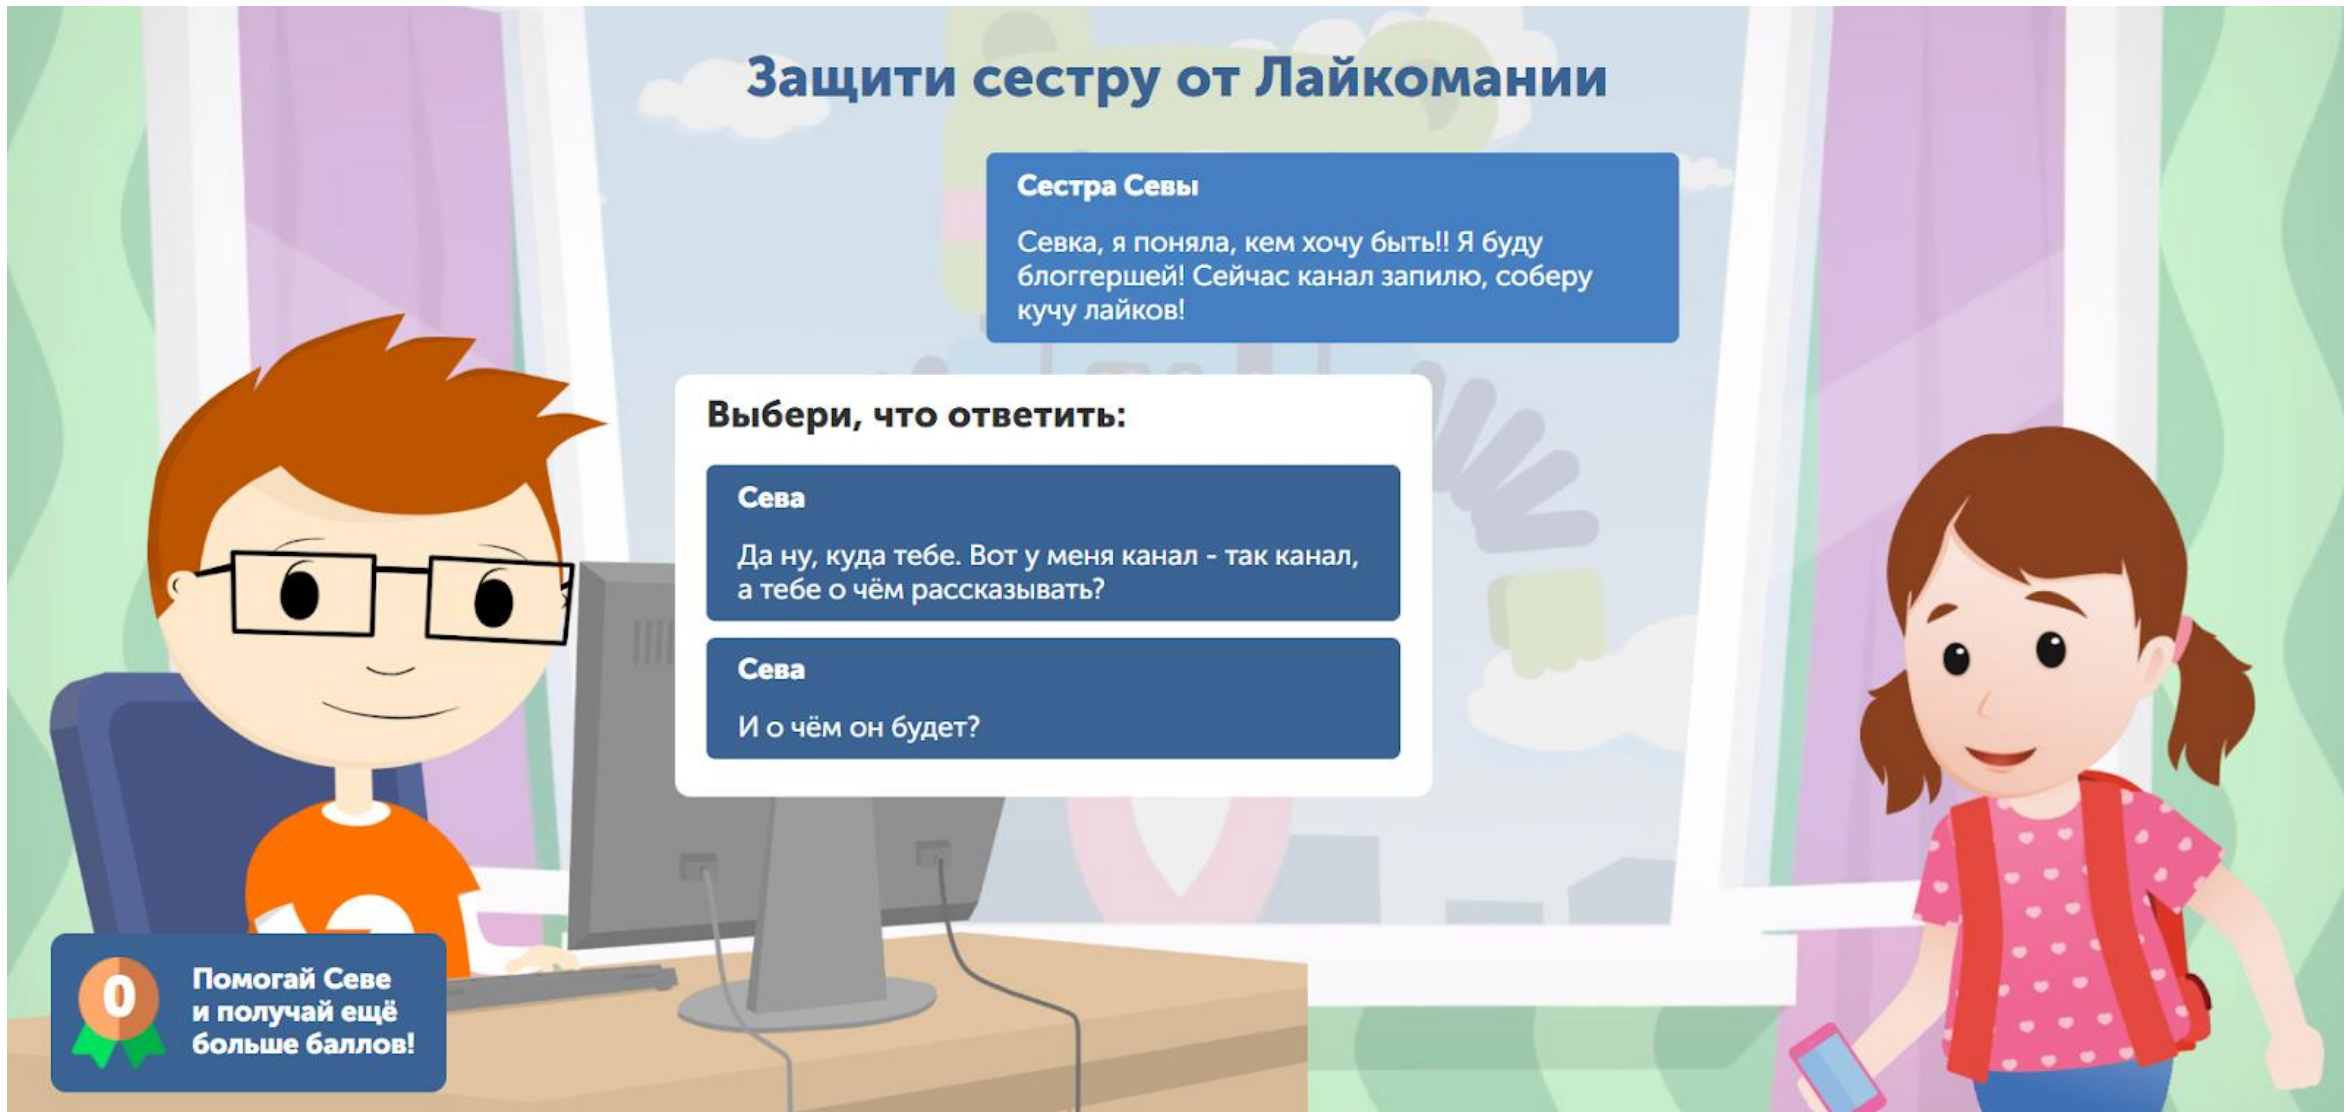 Защити сестру от Лайкомании
Сестра Севы
Севка, я поняла, кем хочу быть!! Я буду
блоггершей! Сейчас канал запилю, соберу
кучу лайков!
Выбери, что ответить:
Сева
Да ну, куда тебе. Вот у меня канал - так канал,
а тебе о чём рассказывать?
Сева
И о чём он будет?
0
Помогай Севе
и получай ещё
больше баллов!